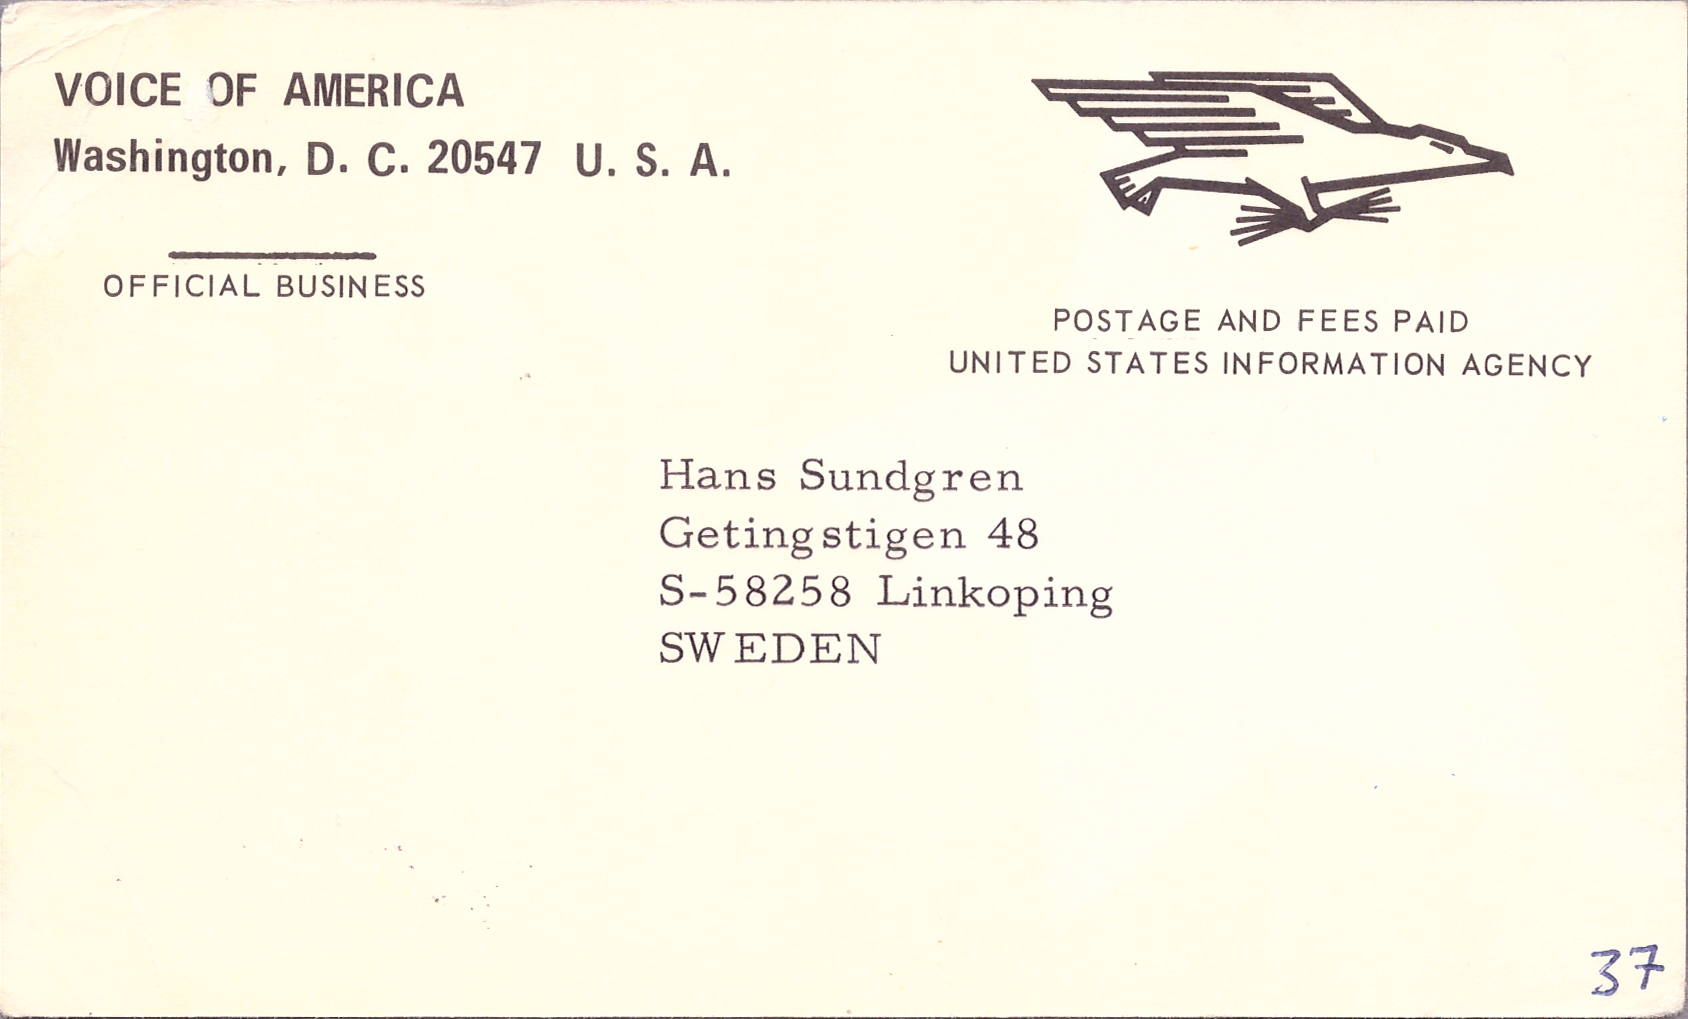 VOICE OF AMERICA
Washington, D. C. 20547 U. S. A.
OFFICIAL BUSINESS
POSTAGE AND FEES PAID
UNITED STATES INFORMATION AGENCY
Hans Sundgren
Getingstigen 48
S-58258 Linkoping
SWEDEN
37